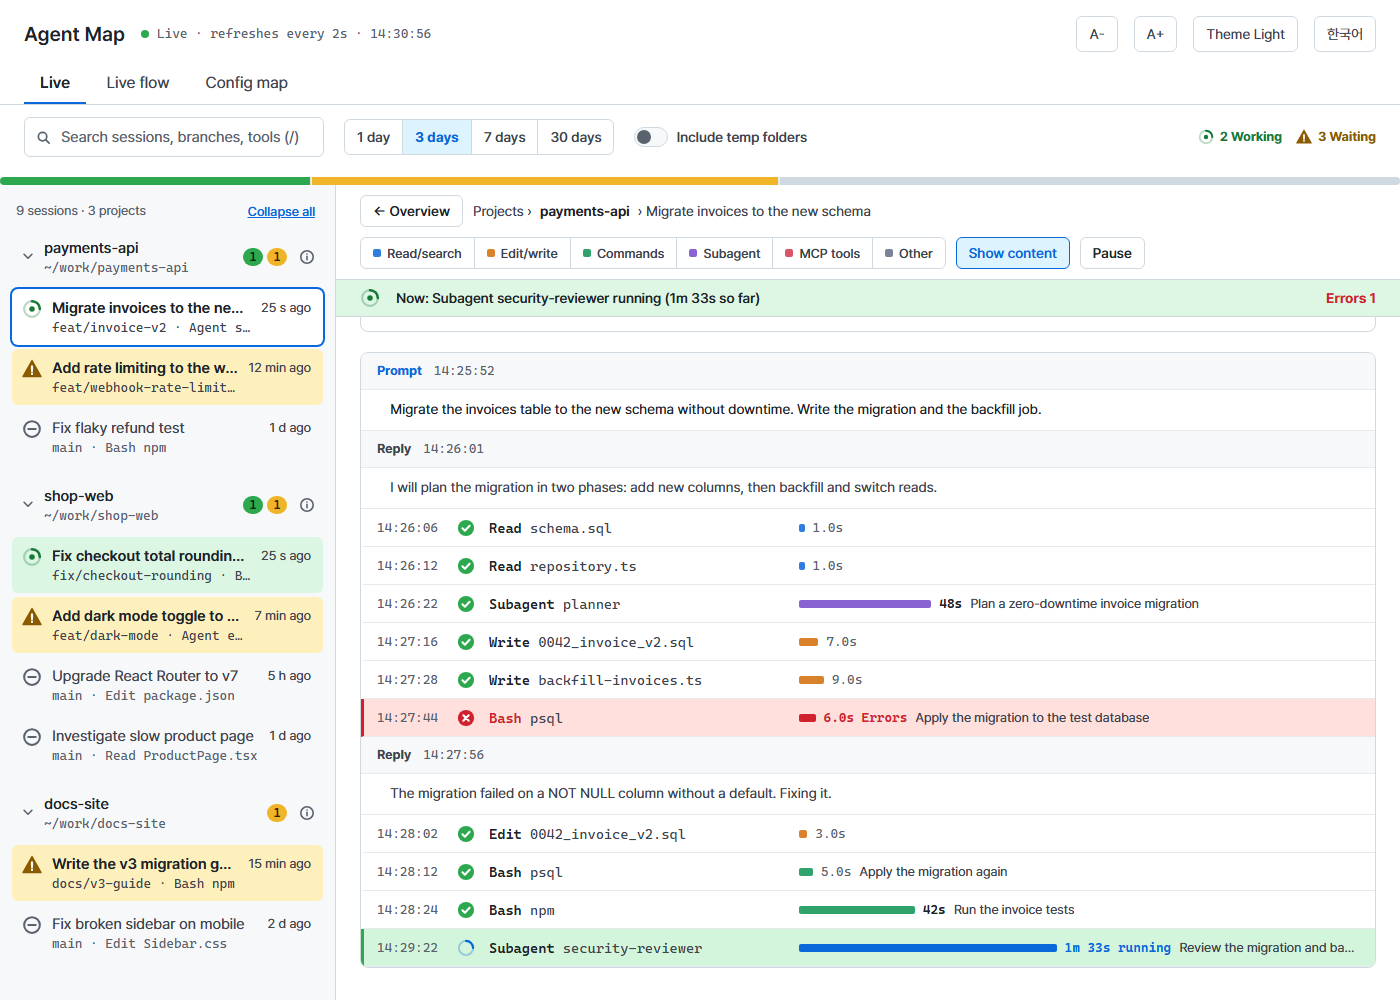 Agent Map
Live · refreshes every 2s · 14:30:56
A-
A+
Theme Light
한국어
Live
Live flow
Config map
Search sessions, branches, tools (/)
1 day
3 days
7 days
30 days
Include temp folders
2 Working
3 Waiting
9 sessions · 3 projects
Collapse all
payments-api
~/work/payments-api
1
1
Migrate invoices to the ne...
25 s ago
feat/invoice-v2 · Agent s…
Add rate limiting to the w...
12 min ago
feat/webhook-rate-limit…
Fix flaky refund test
1 d ago
main · Bash npm
shop-web
~/work/shop-web
1
1
Fix checkout total roundin...
25 s ago
fix/checkout-rounding · B…
Add dark mode toggle to ...
7 min ago
feat/dark-mode · Agent e…
Upgrade React Router to v7
5 h ago
main · Edit package.json
Investigate slow product page
1 d ago
main · Read ProductPage.tsx
docs-site
~/work/docs-site
1
Write the v3 migration g...
15 min ago
docs/v3-guide · Bash npm
Fix broken sidebar on mobile
2 d ago
main · Edit Sidebar.css
← Overview
Projects › payments-api › Migrate invoices to the new schema
Read/search
Edit/write
Commands
Subagent
MCP tools
Other
Show content
Pause
Now: Subagent security-reviewer running (1m 33s so far)
Errors 1
Prompt 14:25:52
Migrate the invoices table to the new schema without downtime. Write the migration and the backfill job.
Reply 14:26:01
I will plan the migration in two phases: add new columns, then backfill and switch reads.
14:26:06 Read schema.sql 1.0s
14:26:12 Read repository.ts 1.0s
14:26:22 Subagent planner 48s Plan a zero-downtime invoice migration
14:27:16 Write 0042_invoice_v2.sql 7.0s
14:27:28 Write backfill-invoices.ts 9.0s
14:27:44 Bash psql 6.0s Errors Apply the migration to the test database
Reply 14:27:56
The migration failed on a NOT NULL column without a default. Fixing it.
14:28:02 Edit 0042_invoice_v2.sql 3.0s
14:28:12 Bash psql 5.0s Apply the migration again
14:28:24 Bash npm 42s Run the invoice tests
14:29:22 Subagent security-reviewer 1m 33s running Review the migration and ba...